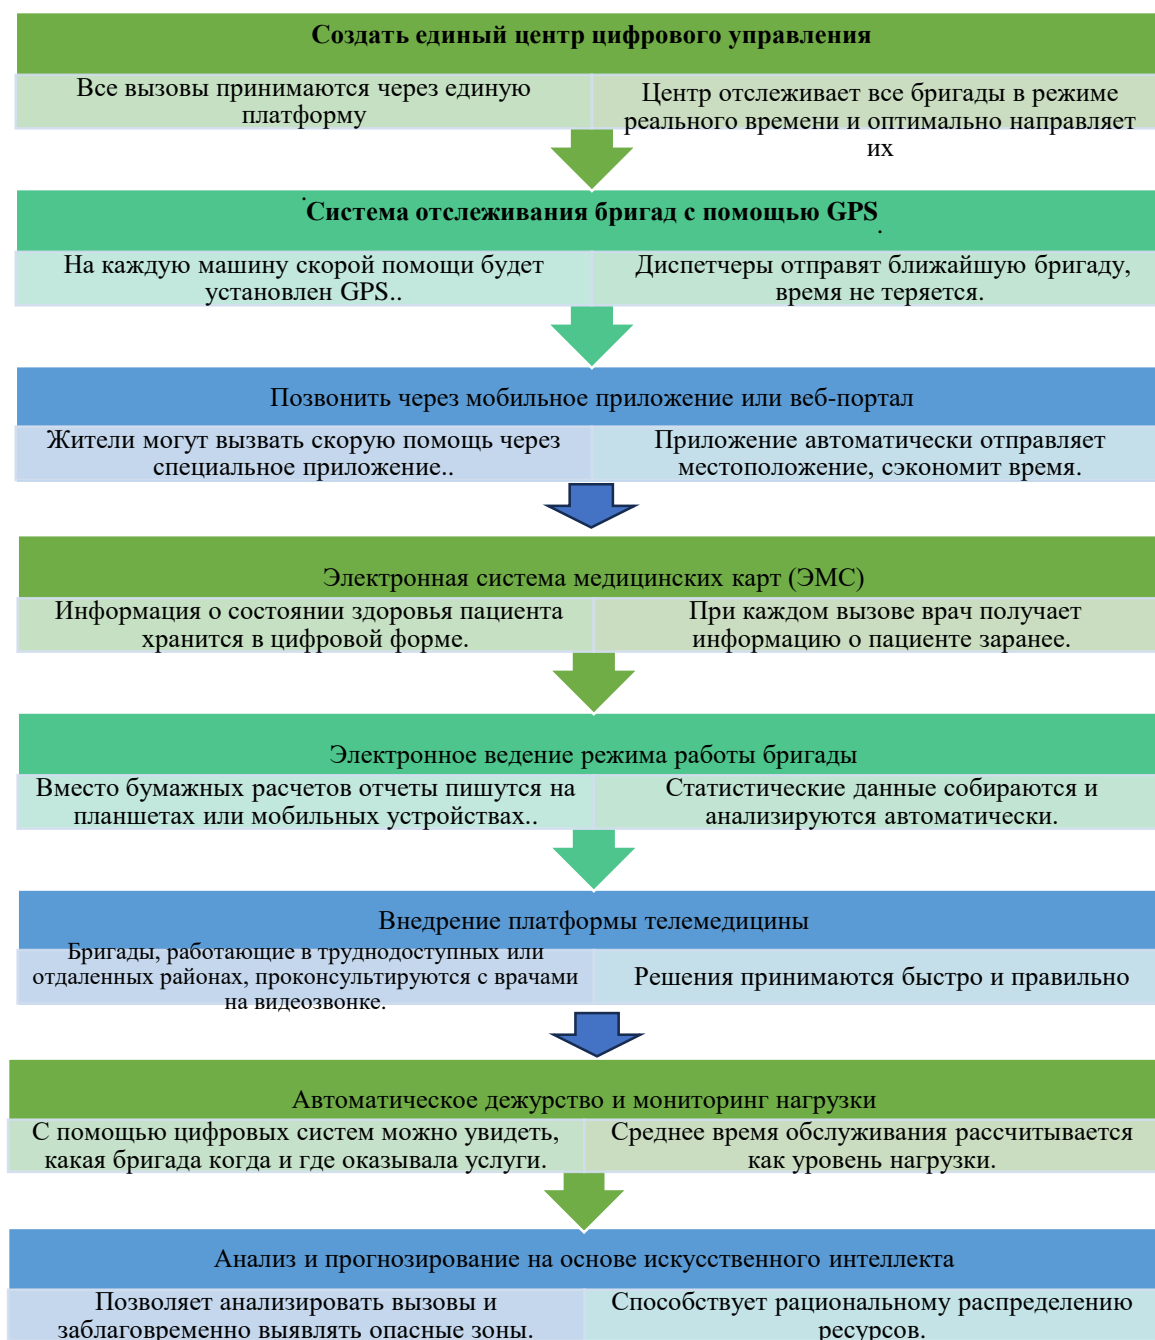 Создать единый центр цифрового управления
Все вызовы принимаются через единую
платформу
Центр отслеживает все бригады в режиме
реального времени и оптимально направляет
их
Система отслеживания бригад с помощью GPS
На каждую машину скорой помощи будет
установлен GPS..
Диспетчеры отправят ближайшую бригаду,
время не теряется.
Позвонить через мобильное приложение или веб-портал
Жители могут вызвать скорую помощь через
специальное приложение..
Приложение автоматически отправляет
местоположение, сэкономит время.
Электронная система медицинских карт (ЭМС)
Информация о состоянии здоровья пациента
хранится в цифровой форме.
При каждом вызове врач получает
информацию о пациенте заранее.
Электронное ведение режима работы бригады
Вместо бумажных расчетов отчеты пишутся на
планшетах или мобильных устройствах..
Статистические данные собираются и
анализируются автоматически.
Внедрение платформы телемедицины
Бригады, работающие в труднодоступных или
отдаленных районах, проконсультируются с врачами
на видеозвонке.
Решения принимаются быстро и правильно
Автоматическое дежурство и мониторинг нагрузки
С помощью цифровых систем можно увидеть,
какая бригада когда и где оказывала услуги.
Среднее время обслуживания рассчитывается
как уровень нагрузки.
Анализ и прогнозирование на основе искусственного интеллекта
Позволяет анализировать вызовы и
заблаговременно выявлять опасные зоны.
Способствует рациональному распределению
ресурсов.